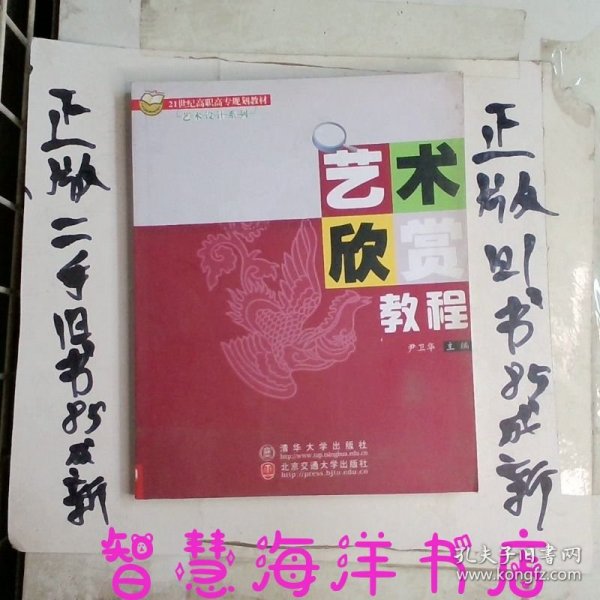 正版二手旧书85成新
21世纪高职高专规划教材
艺术设计系列
艺术
欣赏
教程
尹卫华 主编
清华大学出版社
http://www.tup.tsinghua.edu.cn
北京交通大学出版社
http://press.bjtu.edu.cn
正版旧书85成新
智慧海洋书店
孔夫子旧书网
www.kongfz.com